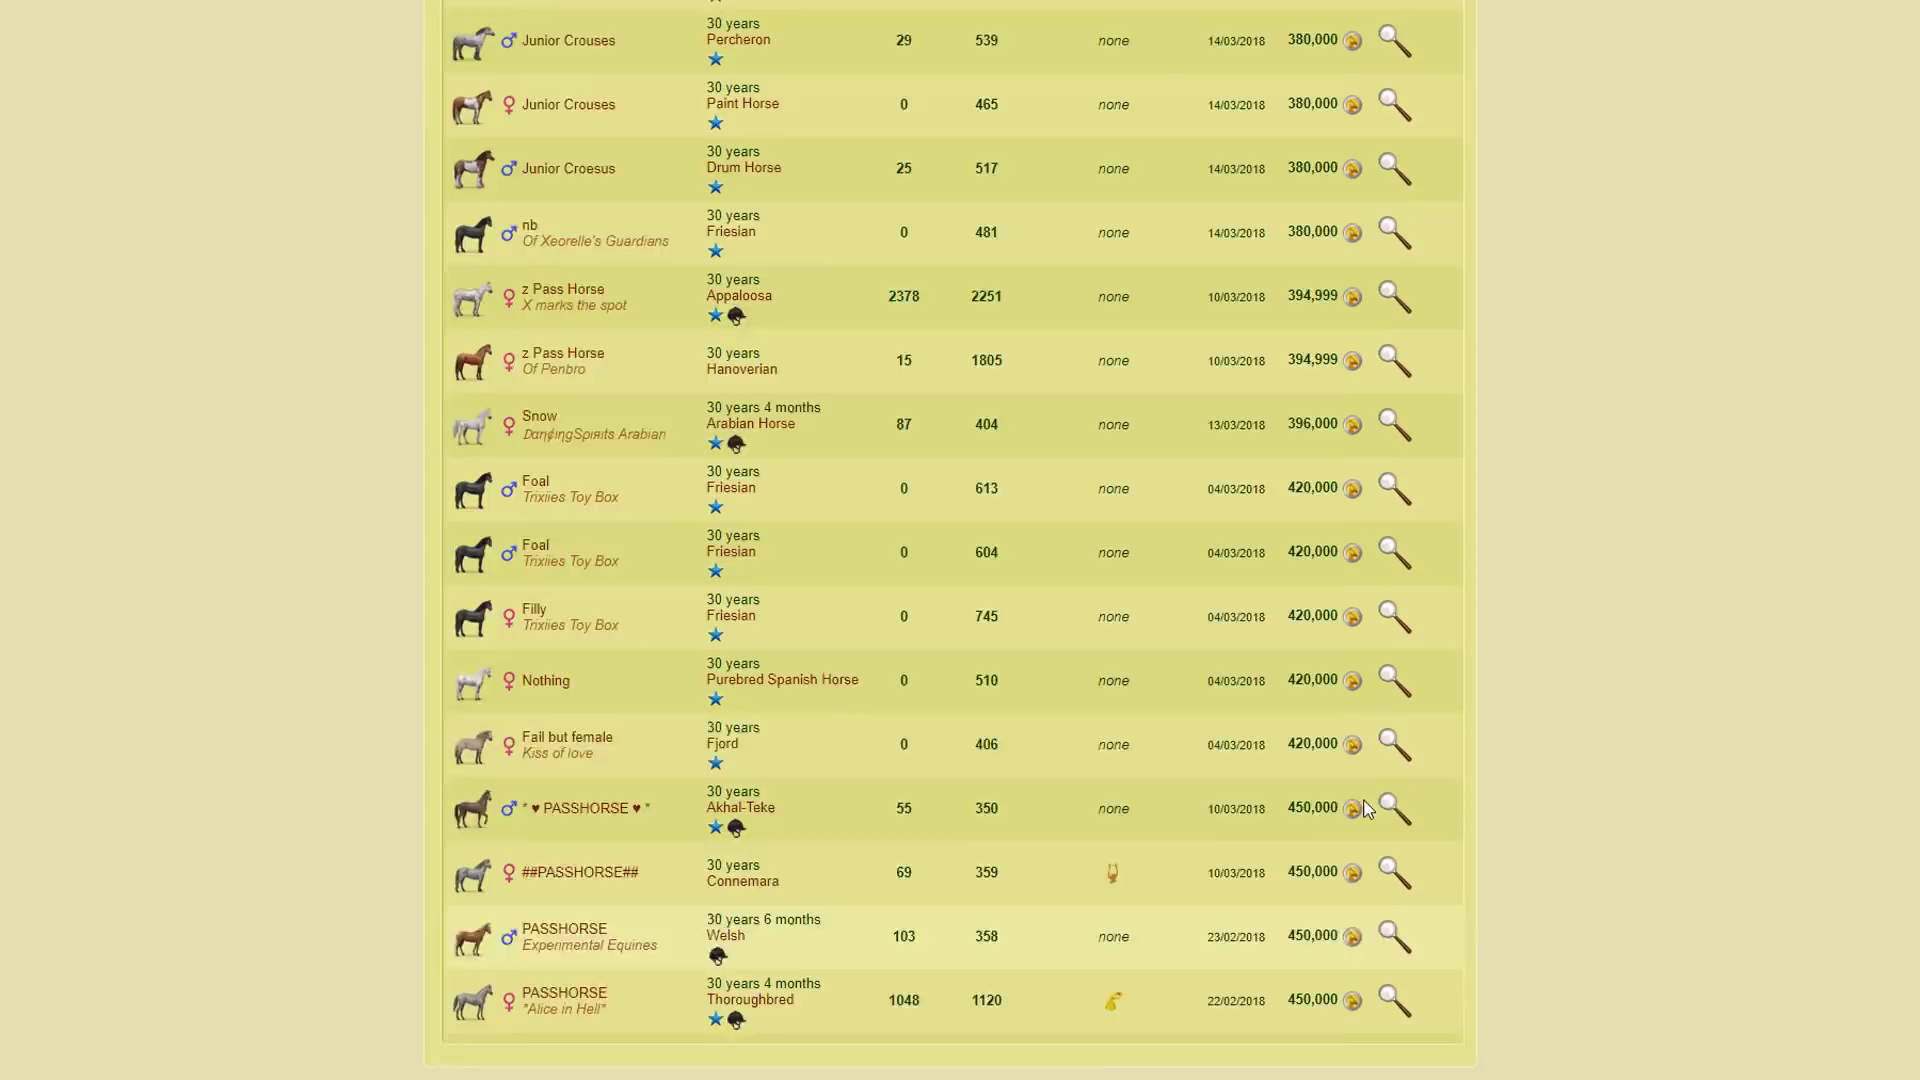 30 years
Junior Crouses Percheron 29 539 none 14/03/2018 380,000
30 years
Junior Crouses Paint Horse 0 465 none 14/03/2018 380,000
30 years
Junior Croesus Drum Horse 25 517 none 14/03/2018 380,000
30 years
nb
Of Xeorelle's Guardians Friesian 0 481 none 14/03/2018 380,000
30 years
z Pass Horse
X marks the spot Appaloosa 2378 2251 none 10/03/2018 394,999
z Pass Horse 30 years
Of Penbro Hanoverian 15 1805 none 10/03/2018 394,999
30 years 4 months
Snow
DancingSpirits Arabian Arabian Horse 87 404 none 13/03/2018 396,000
30 years
Foal
Trixiies Toy Box Friesian 0 613 none 04/03/2018 420,000
30 years
Foal
Trixiies Toy Box Friesian 0 604 none 04/03/2018 420,000
30 years
Filly
Trixiies Toy Box Friesian 0 745 none 04/03/2018 420,000
30 years
Nothing Purebred Spanish Horse 0 510 none 04/03/2018 420,000
30 years
Fail but female
Kiss of love Fjord 0 406 none 04/03/2018 420,000
30 years
* ♥ PASSHORSE ♥ * Akhal-Teke 55 350 none 10/03/2018 450,000
30 years
##PASSHORSE## Connemara 69 359 10/03/2018 450,000
30 years 6 months
PASSHORSE
Experimental Equines Welsh 103 358 none 23/02/2018 450,000
30 years 4 months
PASSHORSE
*Alice in Hell* Thoroughbred 1048 1120 22/02/2018 450,000